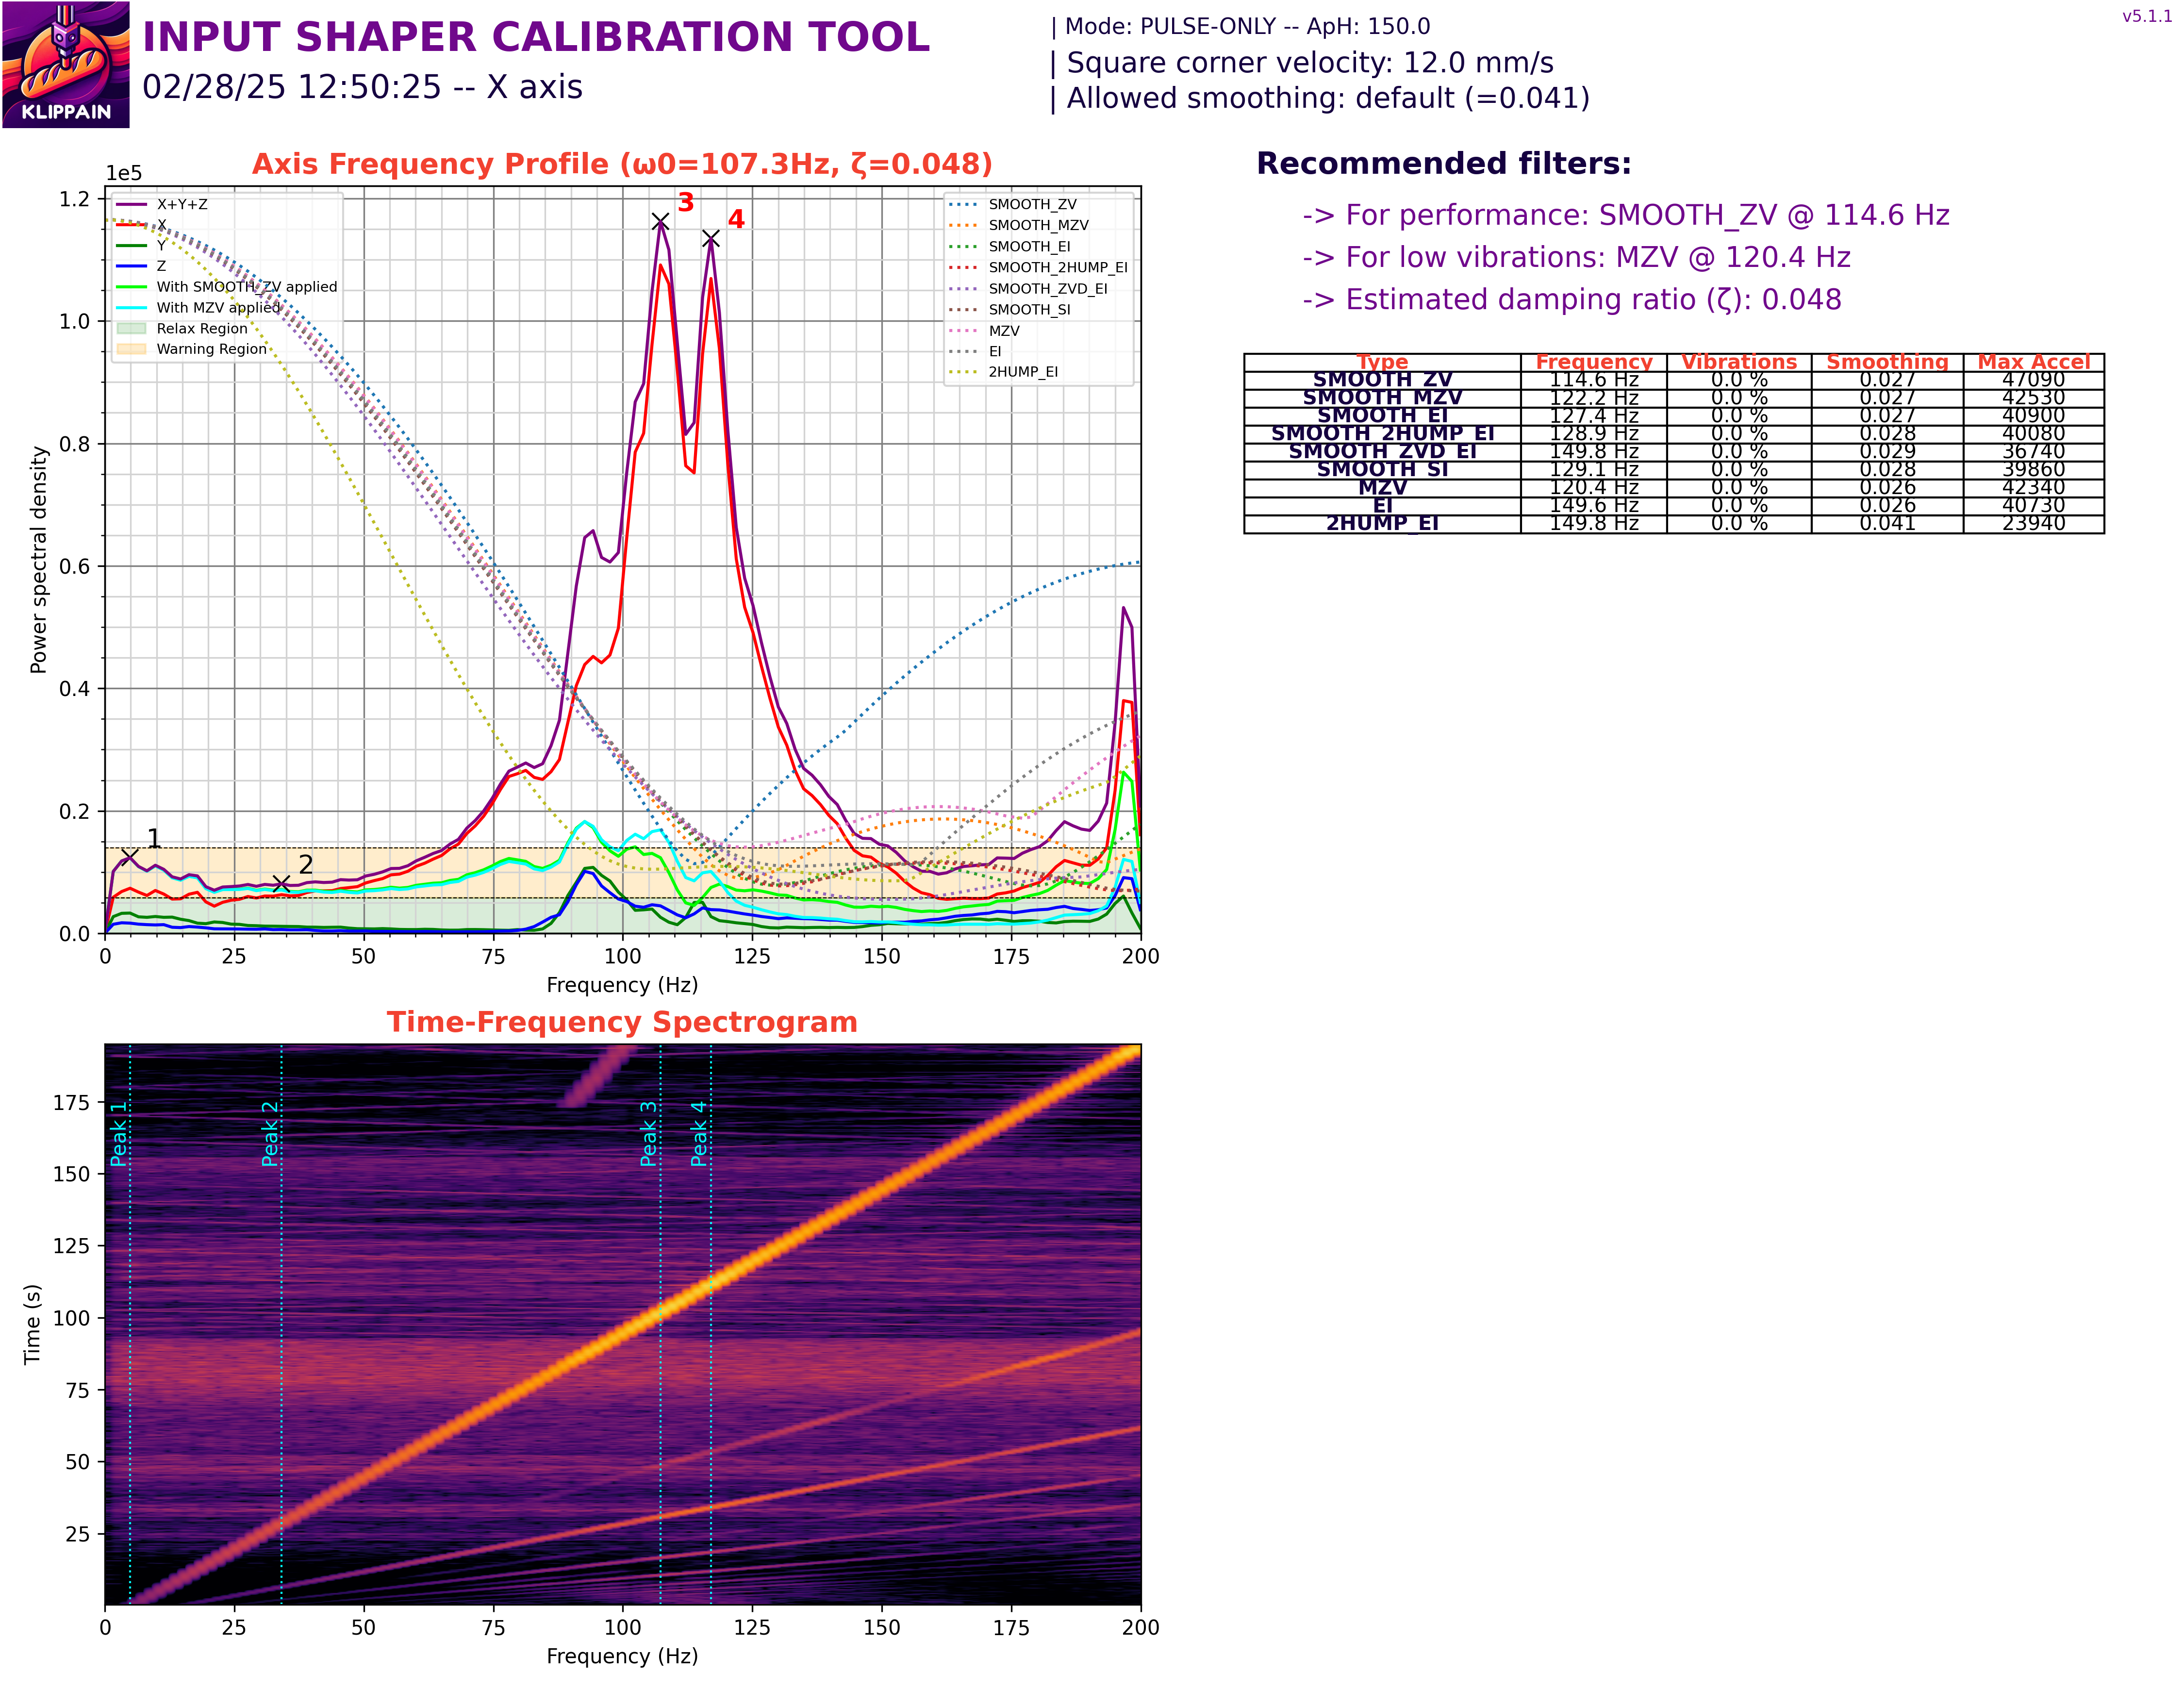 KLIPPAIN
INPUT SHAPER CALIBRATION TOOL
02/28/25 12:50:25 -- X axis
| Mode: PULSE-ONLY -- ApH: 150.0
| Square corner velocity: 12.0 mm/s
| Allowed smoothing: default (=0.041)
v5.1.1
Axis Frequency Profile (ω0=107.3Hz, ζ=0.048)
1e5
X+Y+Z
X
Y
Z
With SMOOTH_ZV applied
With MZV applied
Relax Region
Warning Region
SMOOTH_ZV
SMOOTH_MZV
SMOOTH_EI
SMOOTH_2HUMP_EI
SMOOTH_ZVD_EI
SMOOTH_SI
MZV
EI
2HUMP_EI
1
2
3
4
1.2
1.0
0.8
0.6
0.4
0.2
0.0
Power spectral density
0 25 50 75 100 125 150 175 200
Frequency (Hz)
Recommended filters:
-> For performance: SMOOTH_ZV @ 114.6 Hz
-> For low vibrations: MZV @ 120.4 Hz
-> Estimated damping ratio (ζ): 0.048
Type Frequency Vibrations Smoothing Max Accel
SMOOTH_ZV 114.6 Hz 0.0 % 0.027 47090
SMOOTH_MZV 122.2 Hz 0.0 % 0.027 42530
SMOOTH_EI 127.4 Hz 0.0 % 0.027 40900
SMOOTH_2HUMP_EI 128.9 Hz 0.0 % 0.028 40080
SMOOTH_ZVD_EI 149.8 Hz 0.0 % 0.029 36740
SMOOTH_SI 129.1 Hz 0.0 % 0.028 39860
MZV 120.4 Hz 0.0 % 0.026 42340
EI 149.6 Hz 0.0 % 0.026 40730
2HUMP_EI 149.8 Hz 0.0 % 0.041 23940
Time-Frequency Spectrogram
Peak 1
Peak 2
Peak 3
Peak 4
175
150
125
100
75
50
25
Time (s)
0 25 50 75 100 125 150 175 200
Frequency (Hz)